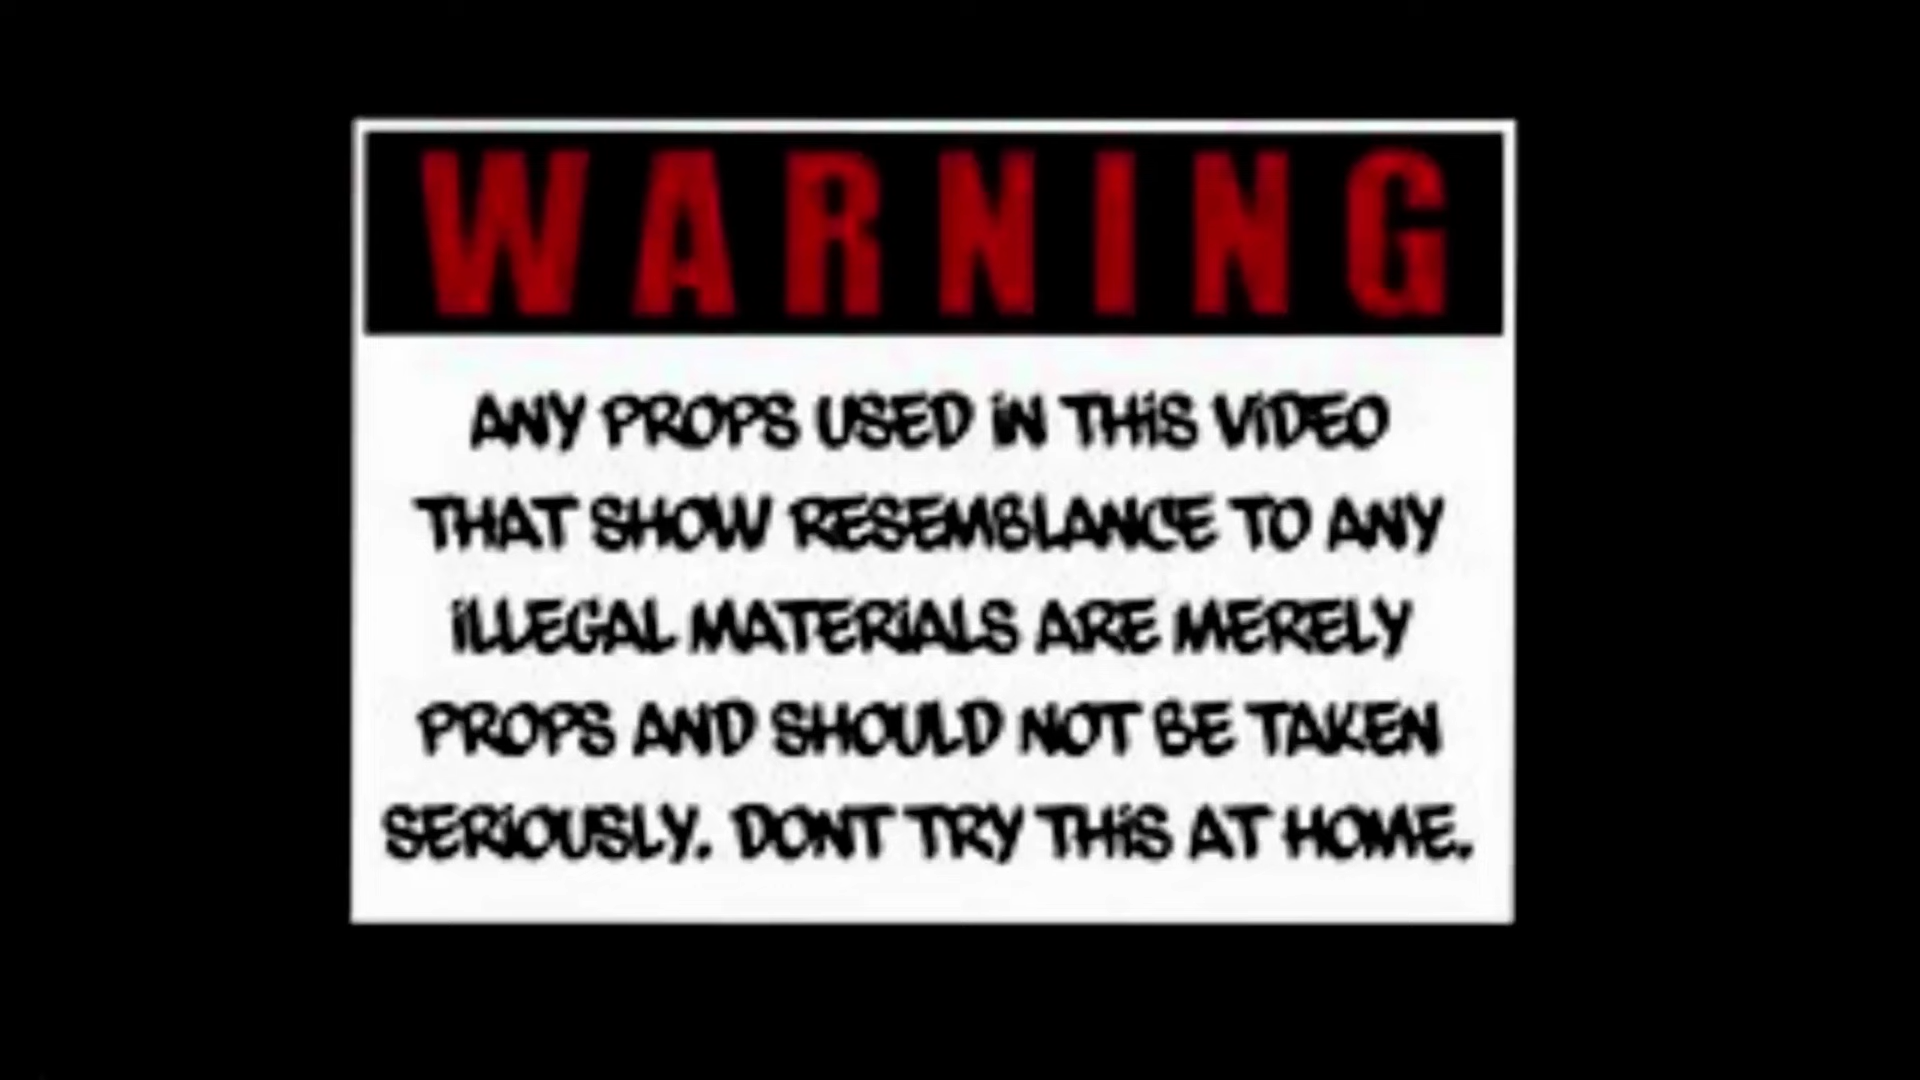 WARNING
ANY PROPS USED IN THIS VIDEO
THAT SHOW RESEMBLANCE TO ANY
ILLEGAL MATERIALS ARE MERELY
PROPS AND SHOULD NOT BE TAKEN
SERIOUSLY. DONT TRY THIS AT HOME.